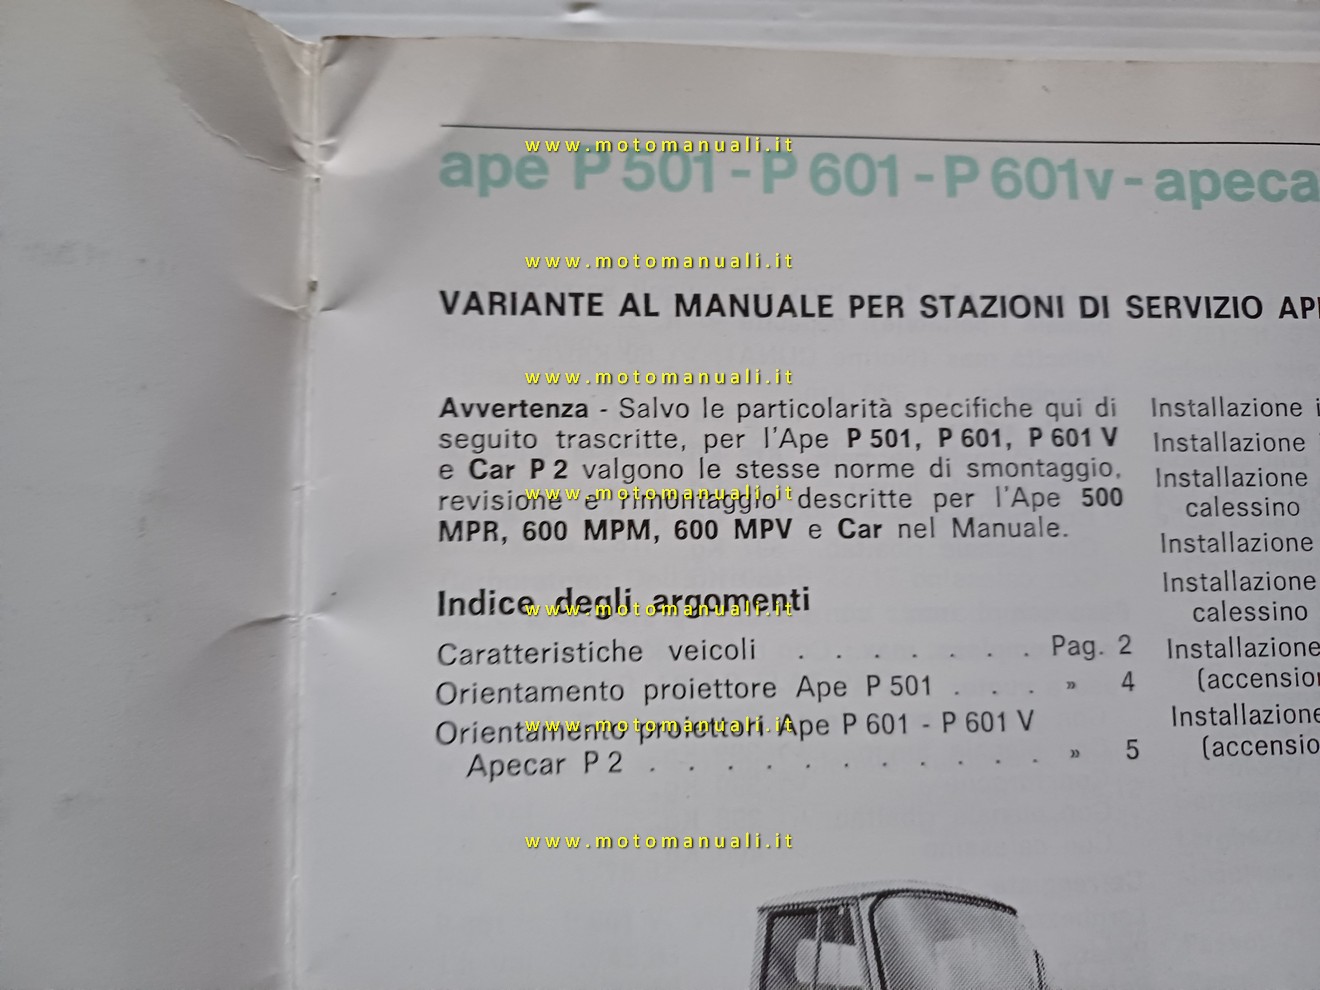 ape P 501 - P 601 - P 601v - apeca
VARIANTE AL MANUALE PER STAZIONI DI SERVIZIO
Avvertenza - Salvo le particolarità specifiche qui di
seguito trascritte, per l'Ape P 501, P 601, P 601 V
e Car P 2 valgono le stesse norme di smontaggio,
revisione e rimontaggio descritte per l'Ape 500
MPR, 600 MPM, 600 MPV e Car nel Manuale.
Indice degli argomenti
Caratteristiche veicoli . . . . . . . Pag. 2
Orientamento proiettore Ape P 501 . . . » 4
Orientamento proiettori Ape P 601 - P 601 V
Apecar P 2 . . . . . . . . . . . » 5
Installazione
Installazione
Installazione
calessino
Installazione
Installazione
calessino
Installazione
(accensio
Installazione
(accensio
www.motomanuali.it
www.motomanuali.it
www.motomanuali.it
www.motomanuali.it
www.motomanuali.it
www.motomanuali.it
www.motomanuali.it